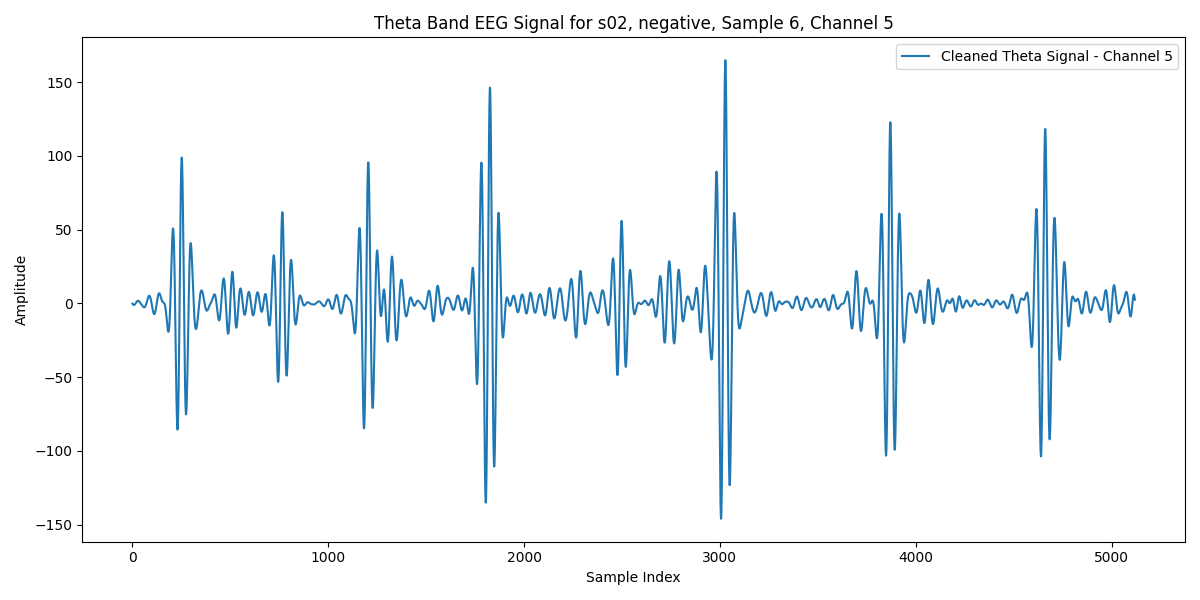 Theta Band EEG Signal for s02, negative, Sample 6, Channel 5
Cleaned Theta Signal - Channel 5
150
100
50
0
−50
−100
−150
Amplitude
0 1000 2000 3000 4000 5000
Sample Index